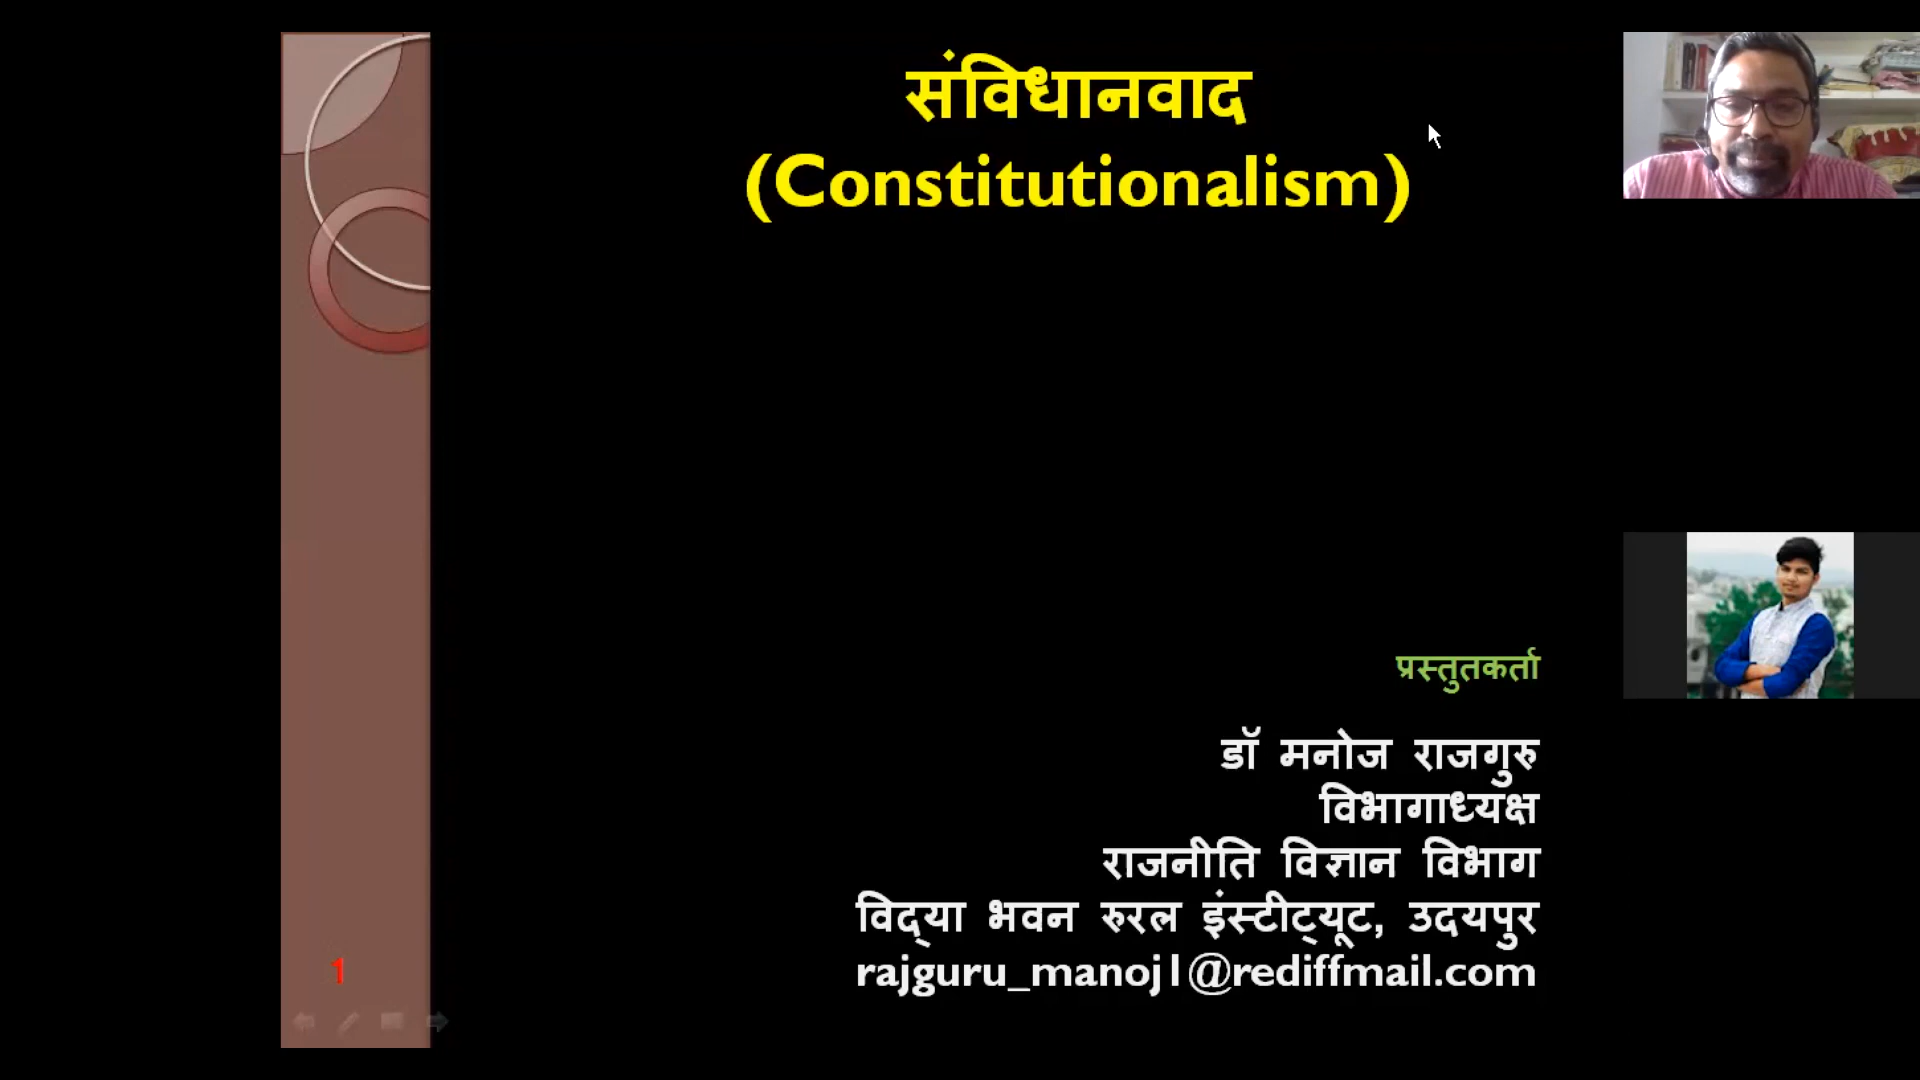 संविधानवाद
(Constitutionalism)
प्रस्तुतकर्ता
डॉ मनोज राजगुरु
विभागाध्यक्ष
राजनीति विज्ञान विभाग
विद्या भवन रुरल इंस्टीट्यूट, उदयपुर
rajguru_manoj1@rediffmail.com
1